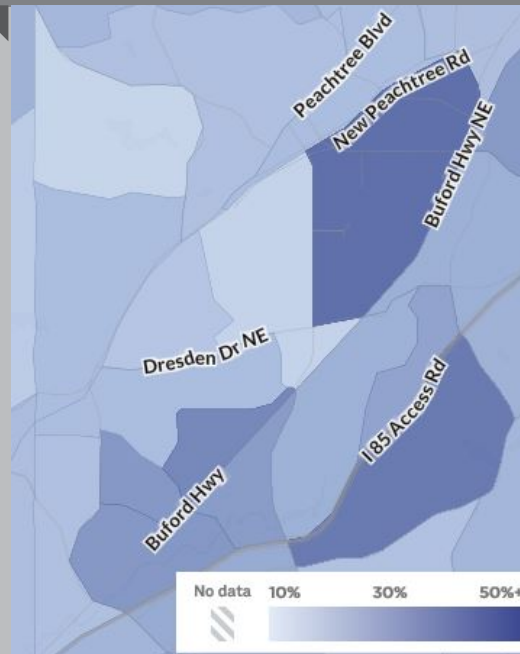 Peachtree Blvd
New Peachtree Rd
Buford Hwy NE
Dresden Dr NE
I 85 Access Rd
Buford Hwy
No data 10% 30% 50%+